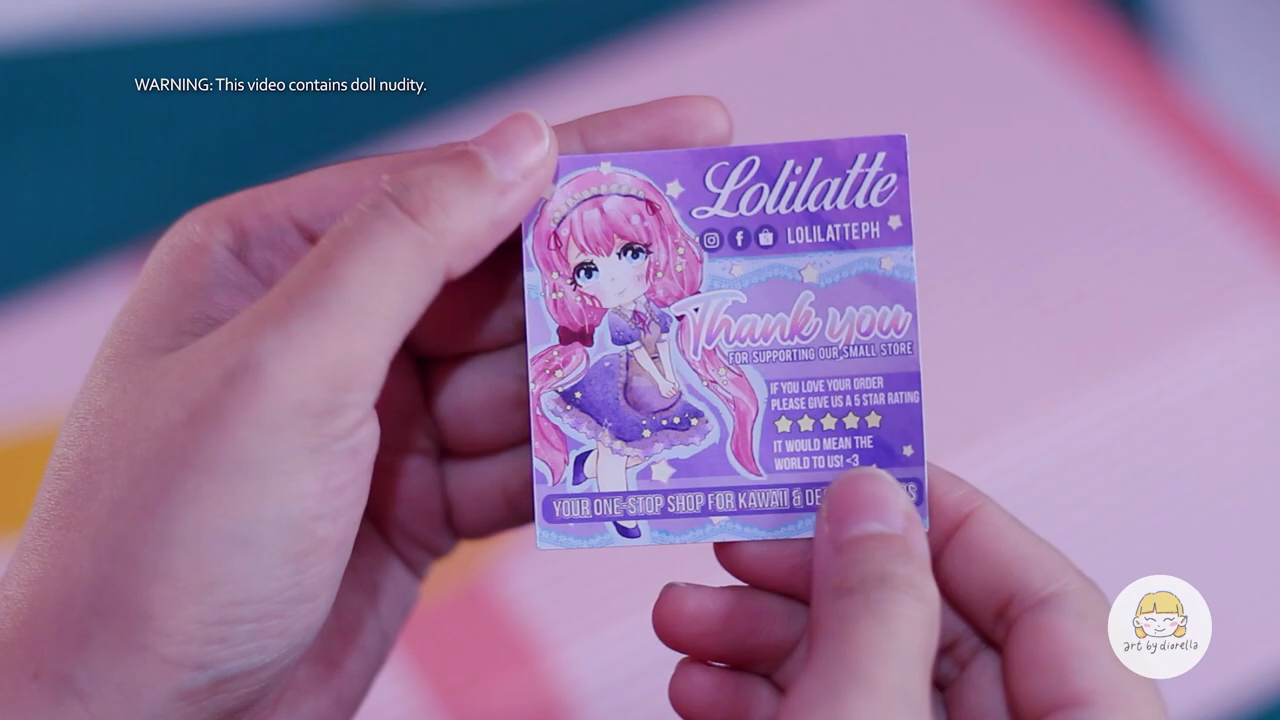 WARNING: This video contains doll nudity.
Lolilatte
LOLILATTEPH
Thank you
FOR SUPPORTING OUR SMALL STORE
IF YOU LOVE YOUR ORDER
PLEASE GIVE US A 5 STAR RATING
IT WOULD MEAN THE
WORLD TO US! <3
YOUR ONE-STOP SHOP FOR KAWAII &
art by diorella